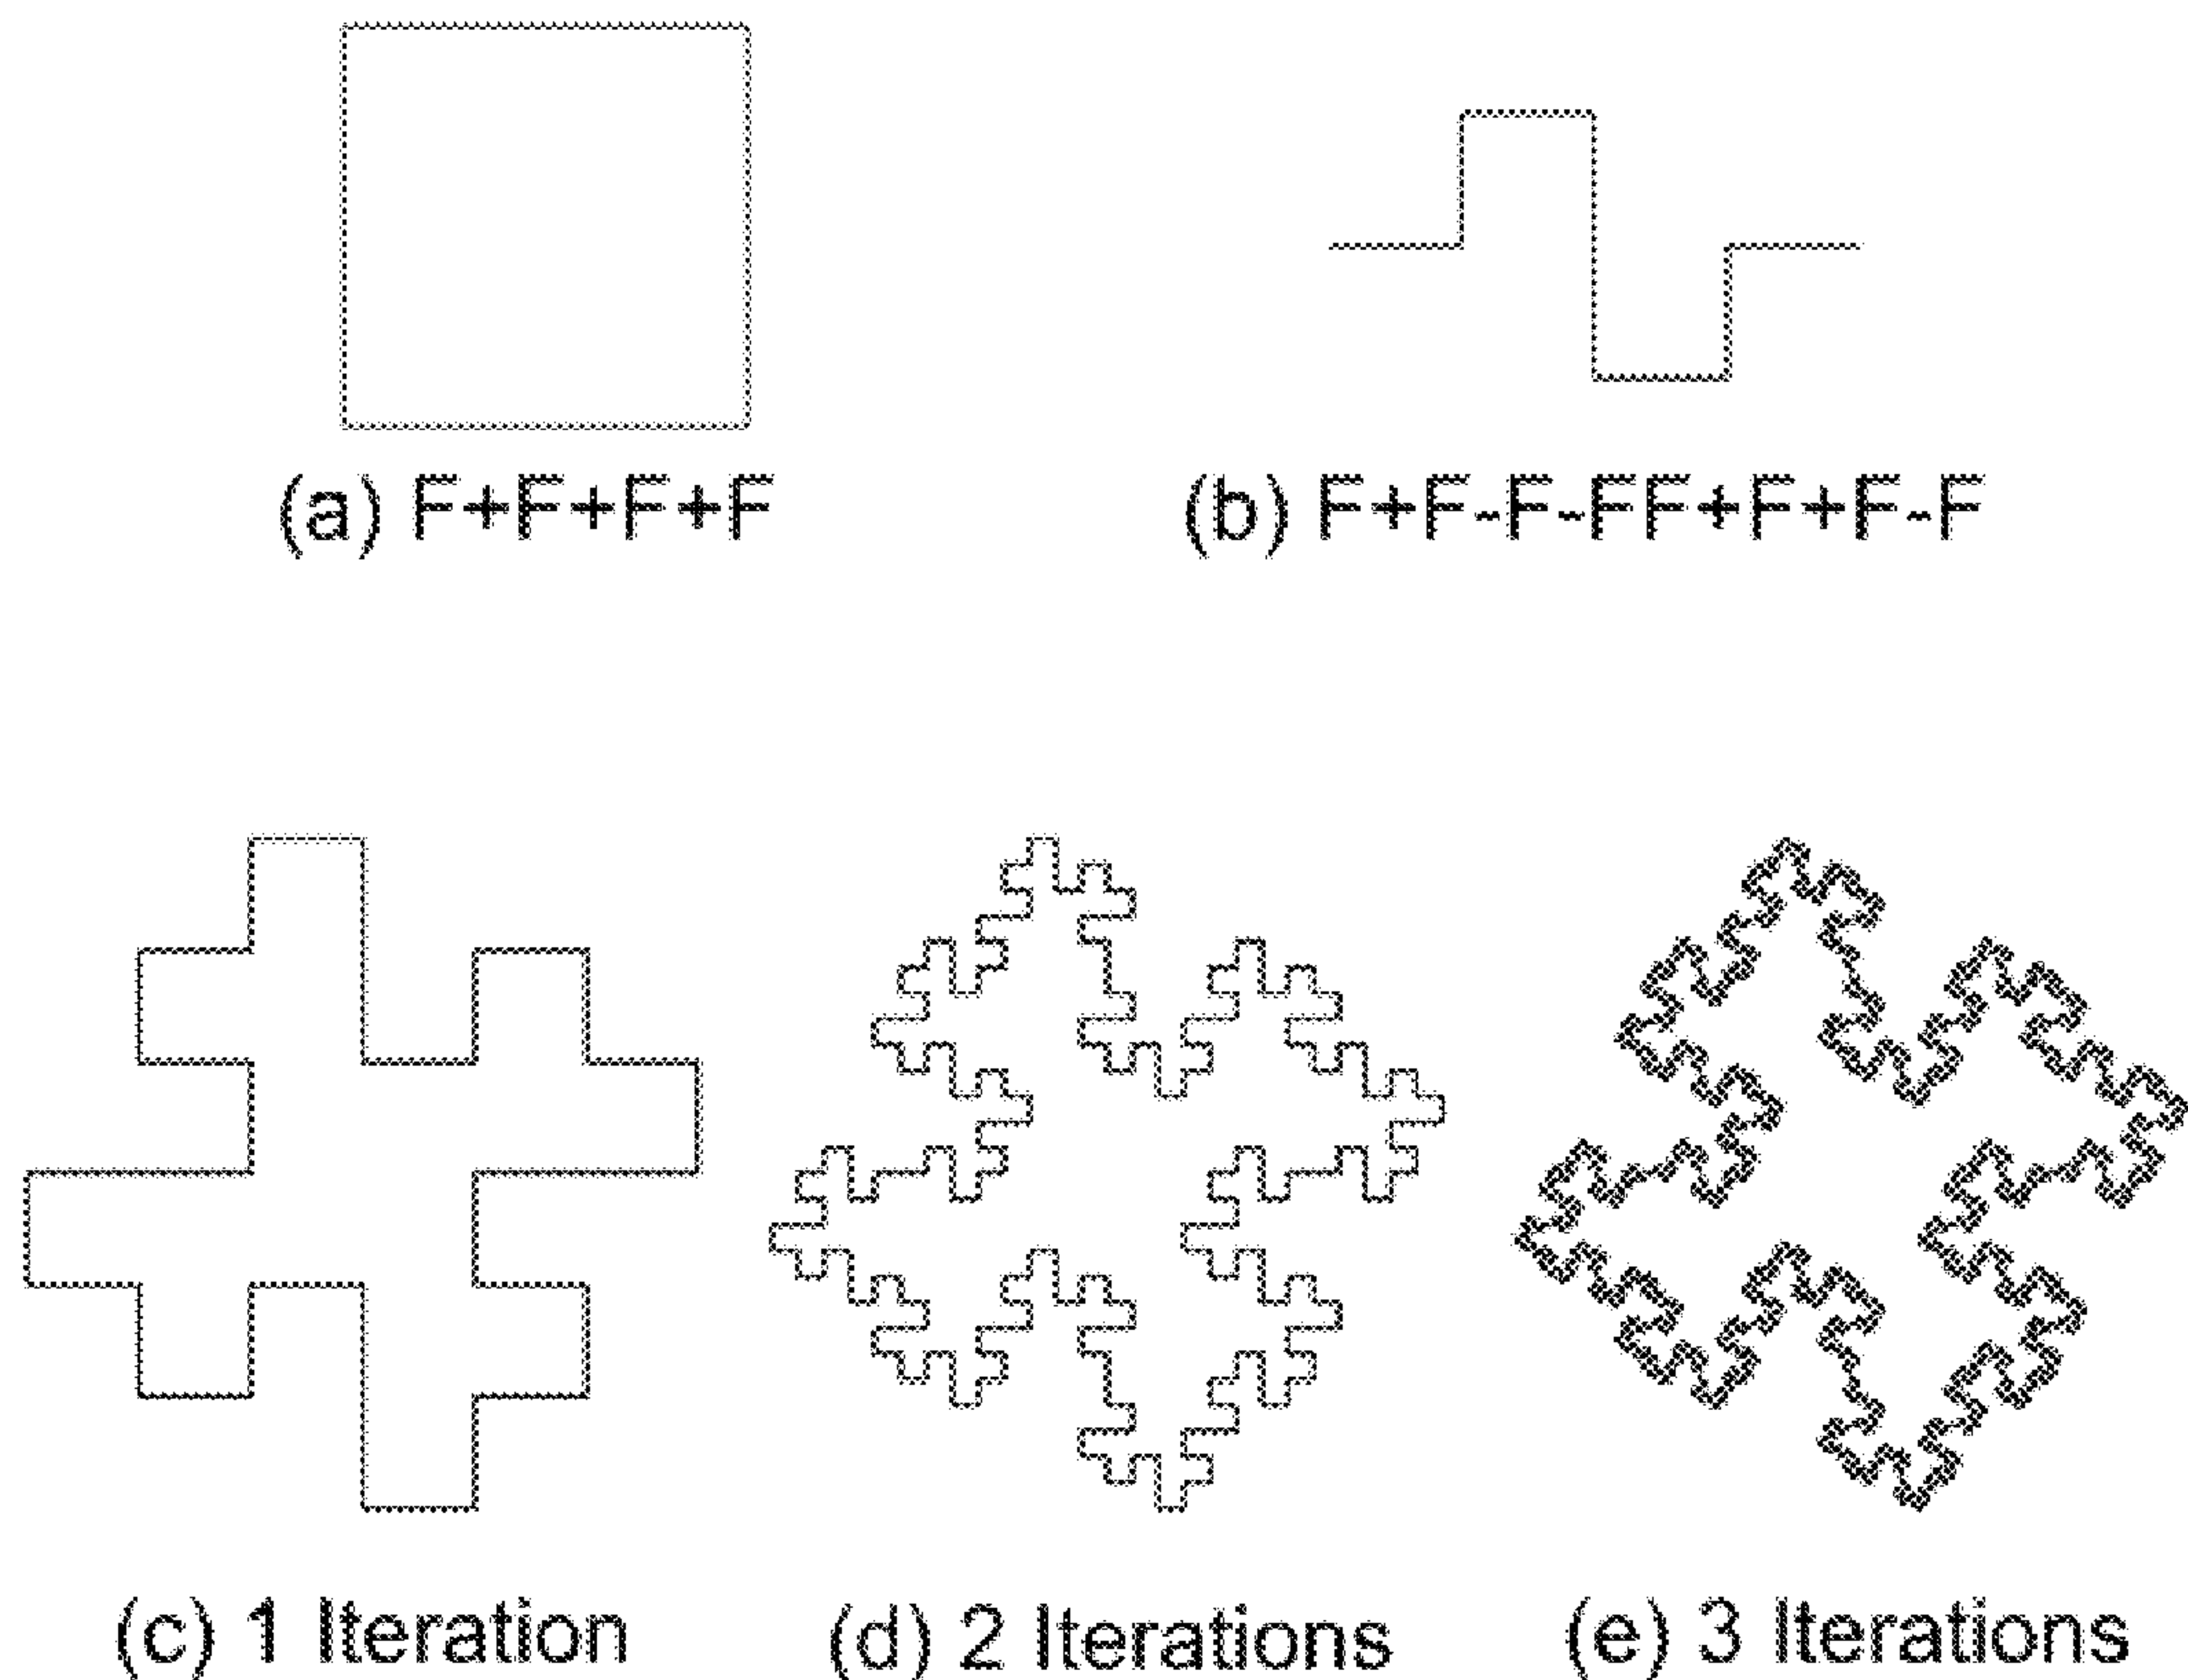 (a) F+F+F+F
(b) F+F-F-FF+F+F-F
(c) 1 Iteration
(d) 2 Iterations
(e) 3 Iterations